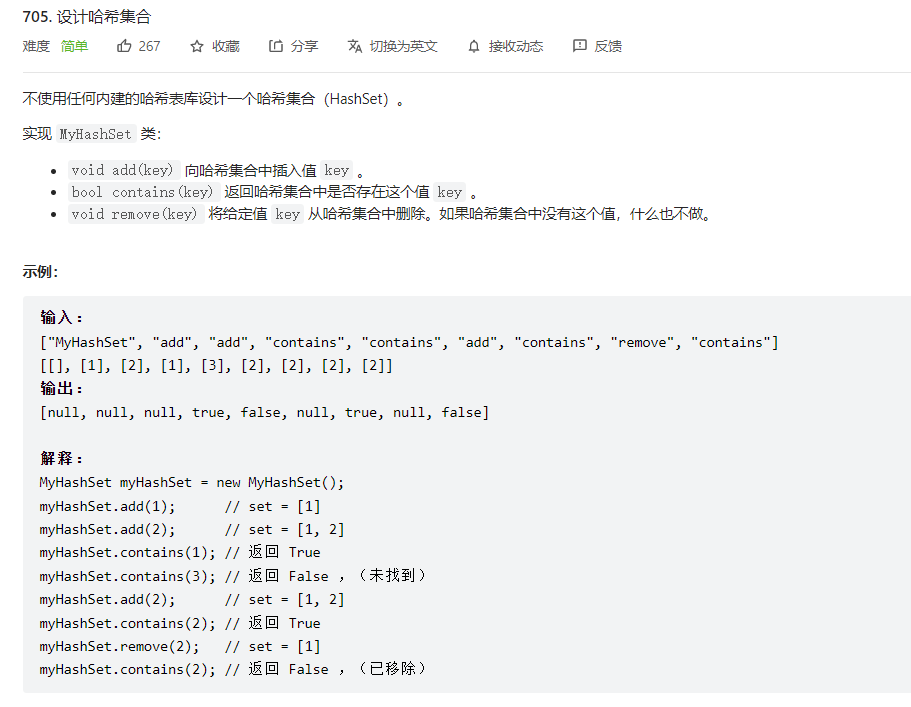 705. 设计哈希集合
难度 简单 267 收藏 分享 切换为英文 接收动态 反馈
不使用任何内建的哈希表库设计一个哈希集合（HashSet）。
实现 MyHashSet 类：
void add(key) 向哈希集合中插入值 key 。
bool contains(key) 返回哈希集合中是否存在这个值 key 。
void remove(key) 将给定值 key 从哈希集合中删除。如果哈希集合中没有这个值，什么也不做。
示例：
输入：
["MyHashSet", "add", "add", "contains", "contains", "add", "contains", "remove", "contains"]
[[], [1], [2], [1], [3], [2], [2], [2], [2]]
输出：
[null, null, null, true, false, null, true, null, false]
解释：
MyHashSet myHashSet = new MyHashSet();
myHashSet.add(1);      // set = [1]
myHashSet.add(2);      // set = [1, 2]
myHashSet.contains(1); // 返回 True
myHashSet.contains(3); // 返回 False ，（未找到）
myHashSet.add(2);      // set = [1, 2]
myHashSet.contains(2); // 返回 True
myHashSet.remove(2);   // set = [1]
myHashSet.contains(2); // 返回 False ，（已移除）